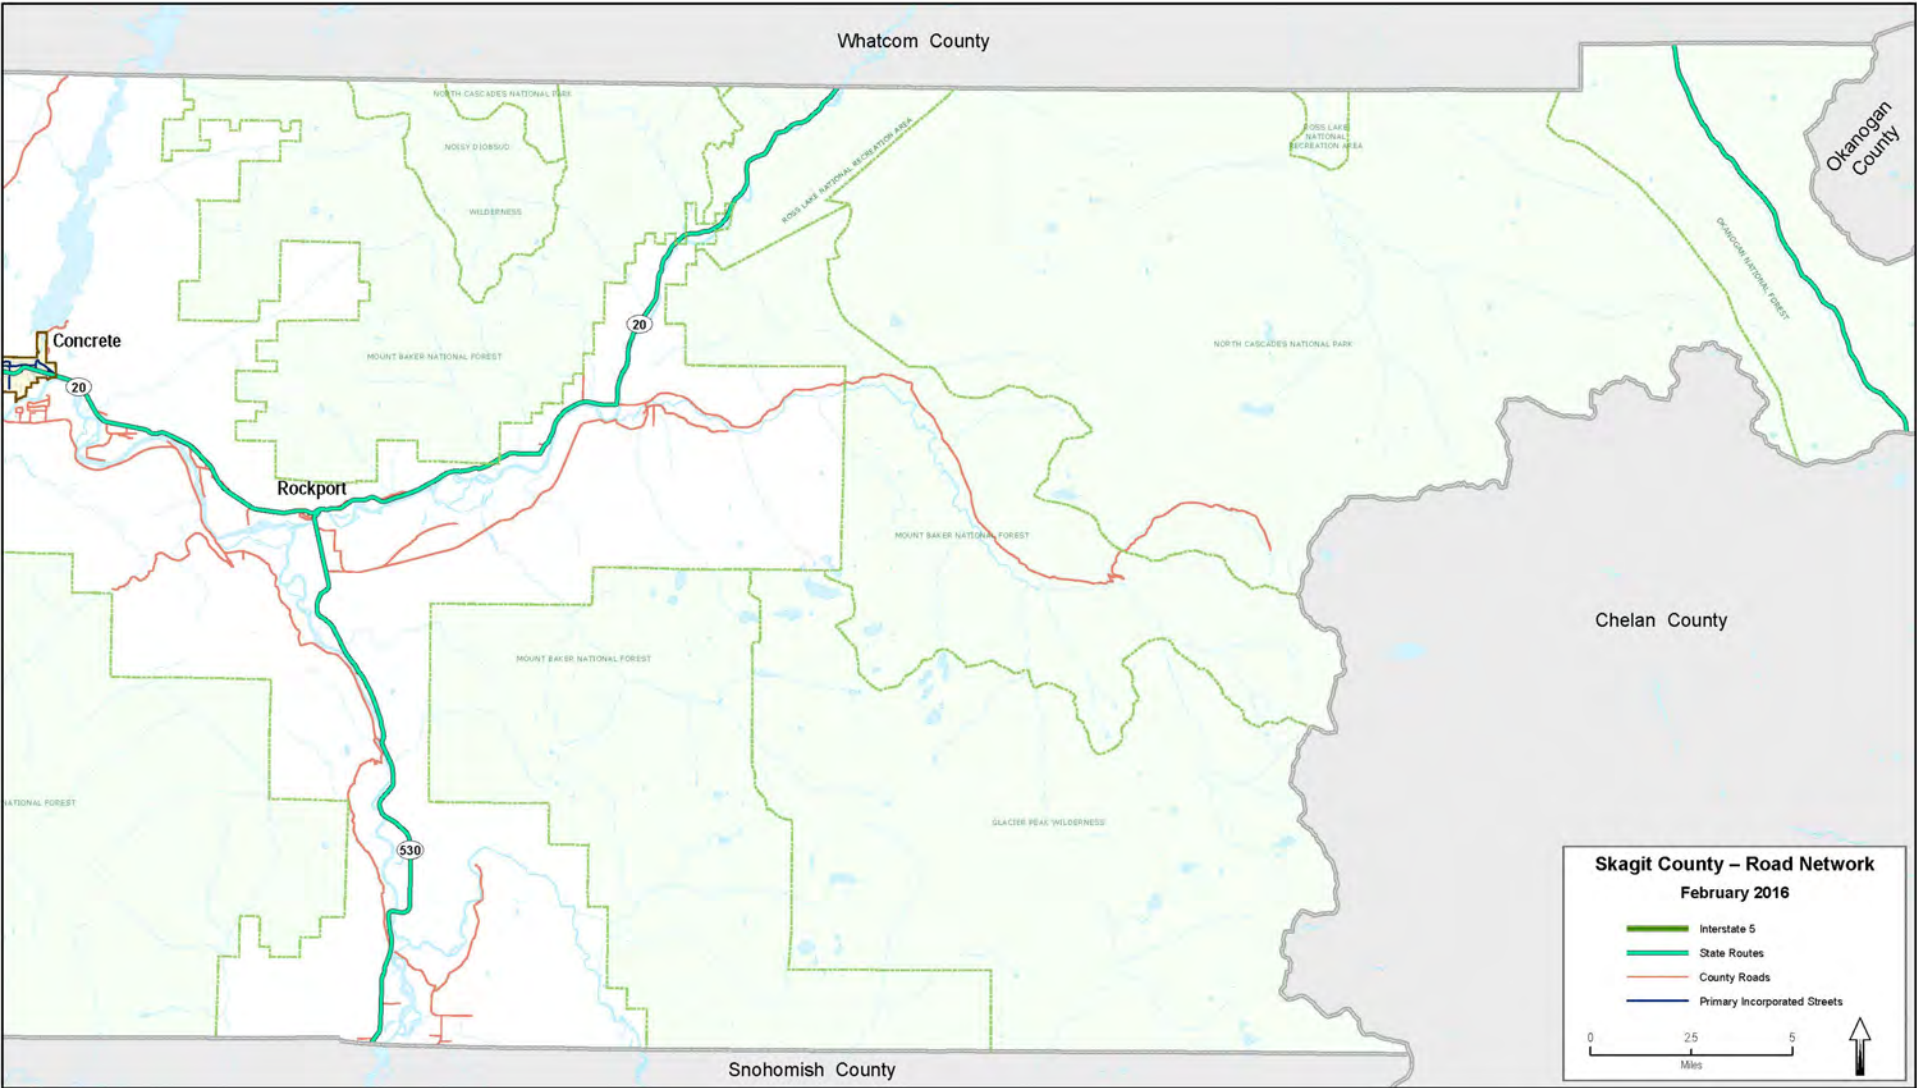 Whatcom County
NORTH CASCADES NATIONAL PARK
NOISY DIOBSUD
WILDERNESS
ROSS LAKE NATIONAL RECREATION AREA
ROSS LAKE
NATIONAL
RECREATION AREA
Okanogan
County
OKANOGAN NATIONAL FOREST
20
Concrete
MOUNT BAKER NATIONAL FOREST
NORTH CASCADES NATIONAL PARK
20
Rockport
MOUNT BAKER NATIONAL FOREST
Chelan County
MOUNT BAKER NATIONAL FOREST
NATIONAL FOREST
GLACIER PEAK WILDERNESS
530
Skagit County – Road Network
February 2016
Interstate 5
State Routes
County Roads
Primary Incorporated Streets
0 2.5 5
Miles
Snohomish County